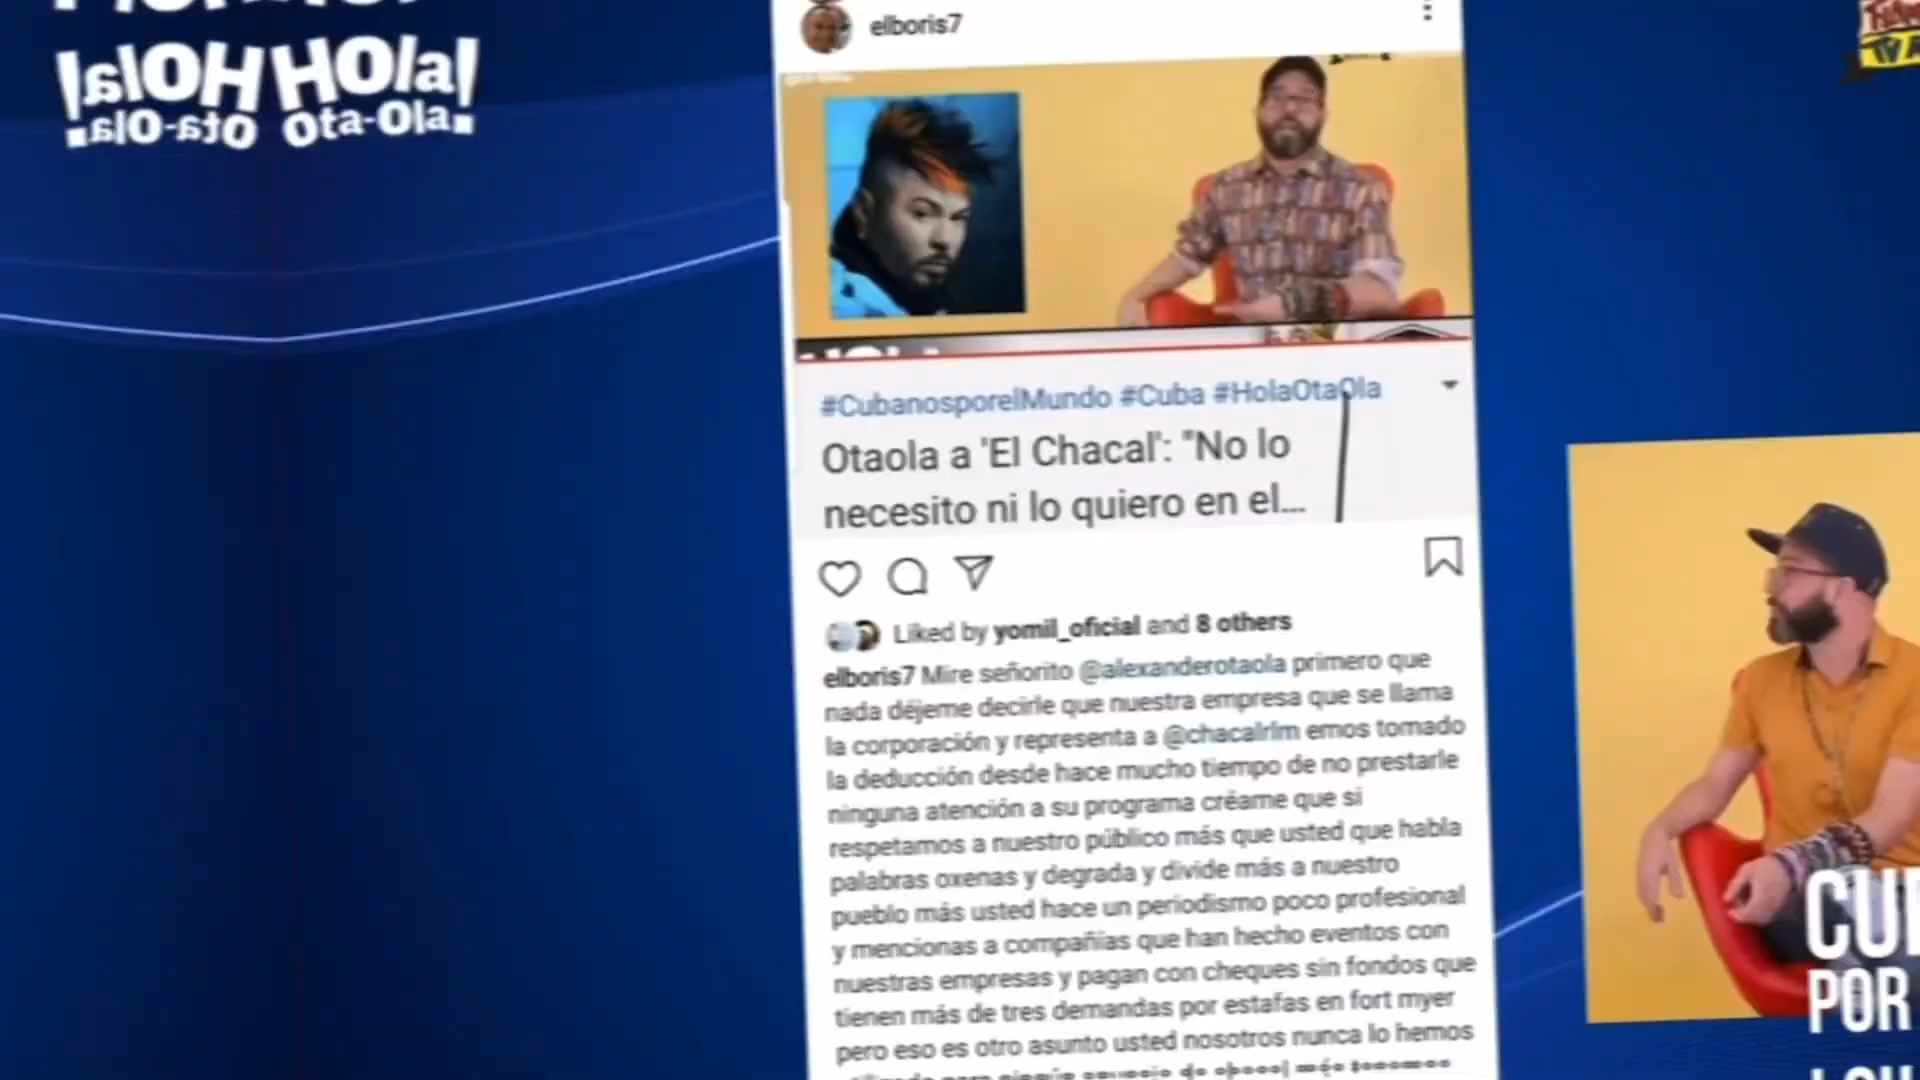 ¡Hola!
Ota-Ola.
elboris7
#CubanosporelMundo #Cuba #HolaOtaOla
Otaola a 'El Chacal': "No lo
necesito ni lo quiero en el...
Liked by yomil_oficial and 8 others
elboris7 Mire señorito @alexanderotaola primero que
nada déjeme decirle que nuestra empresa que se llama
la corporación y representa a @chacalrlm emos tomado
la deducción desde hace mucho tiempo de no prestarle
ninguna atención a su programa créame que si
respetamos a nuestro público más que usted que habla
palabras oxenas y degrada y divide más a nuestro
pueblo más usted hace un periodismo poco profesional
y mencionas a compañías que han hecho eventos con
nuestras empresas y pagan con cheques sin fondos que
tienen más de tres demandas por estafas en fort myer
pero eso es otro asunto usted nosotros nunca lo hemos
TV
CU
POR